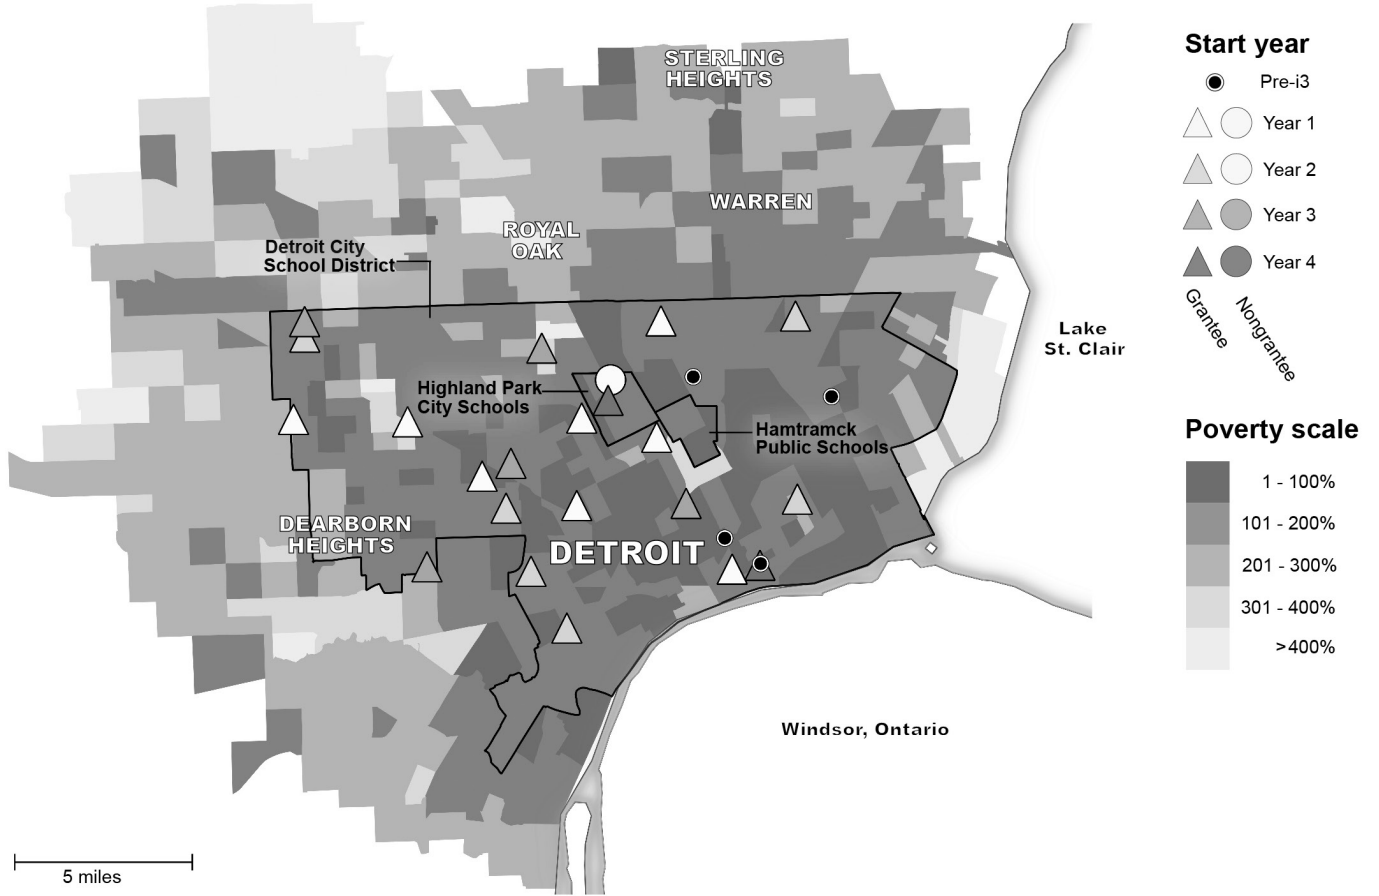 STERLING
HEIGHTS
WARREN
ROYAL
OAK
Detroit City
School District
Highland Park
City Schools
Hamtramck
Public Schools
DEARBORN
HEIGHTS
DETROIT
Lake
St. Clair
Windsor, Ontario
5 miles
Start year
Pre-i3
Year 1
Year 2
Year 3
Year 4
Grantee
Nongrantee
Poverty scale
1 - 100%
101 - 200%
201 - 300%
301 - 400%
>400%